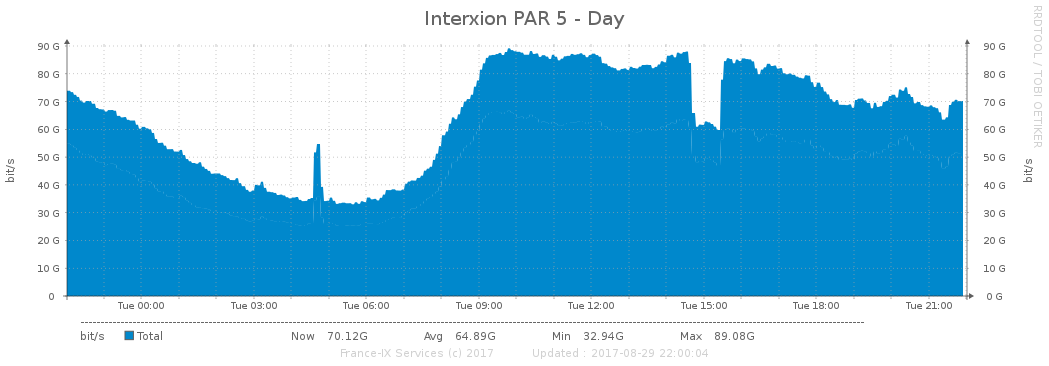 Interxion PAR 5 - Day
RRDTOOL / TOBI OETIKER
90 G 90 G
80 G 80 G
70 G 70 G
60 G 60 G
50 G 50 G
40 G 40 G
30 G 30 G
20 G 20 G
10 G 10 G
0 0 G
bit/s
bit/s
Tue 00:00 Tue 03:00 Tue 06:00 Tue 09:00 Tue 12:00 Tue 15:00 Tue 18:00 Tue 21:00
bit/s Total Now 70.12G Avg 64.89G Min 32.94G Max 89.08G
France-IX Services (c) 2017 Updated : 2017-08-29 22:00:04